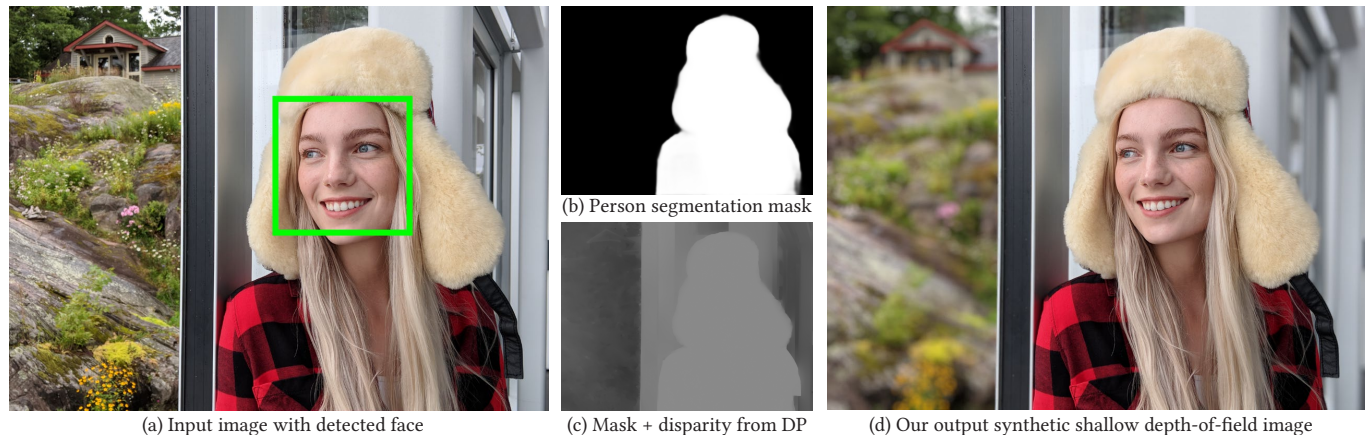 (b) Person segmentation mask
(a) Input image with detected face
(c) Mask + disparity from DP
(d) Our output synthetic shallow depth-of-field image